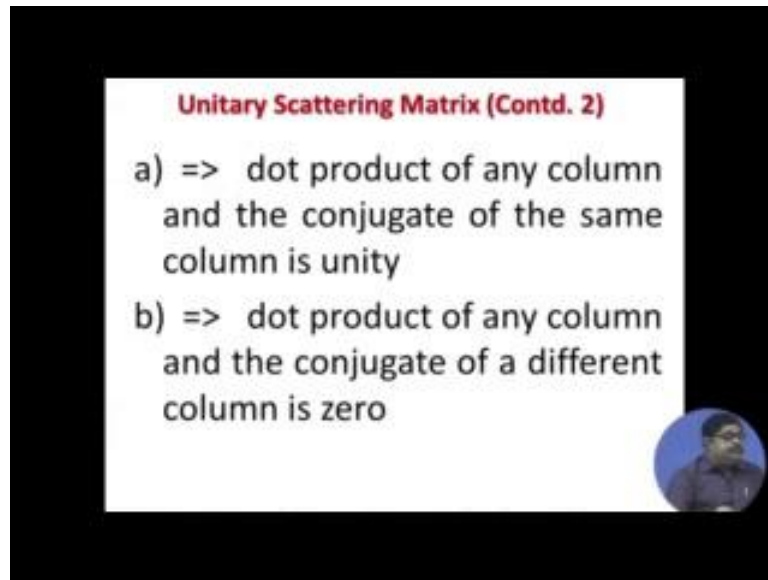 Unitary Scattering Matrix (Contd. 2)
a) => dot product of any column
and the conjugate of the same
column is unity
b) => dot product of any column
and the conjugate of a different
column is zero